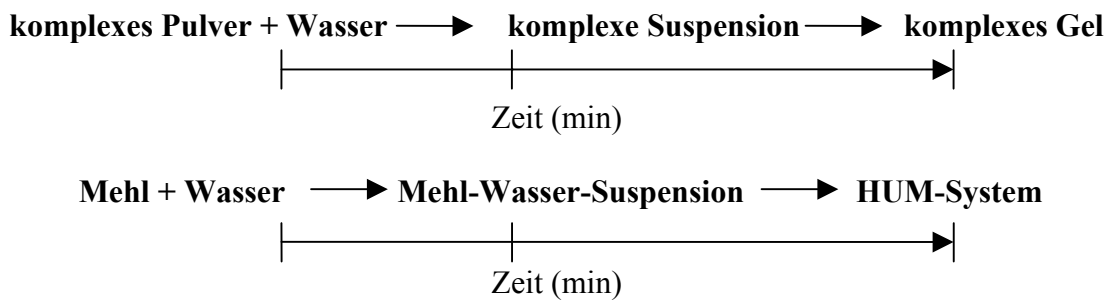 komplexes Pulver + Wasser komplexe Suspension komplexes Gel
Zeit (min)
Mehl + Wasser Mehl-Wasser-Suspension HUM-System
Zeit (min)